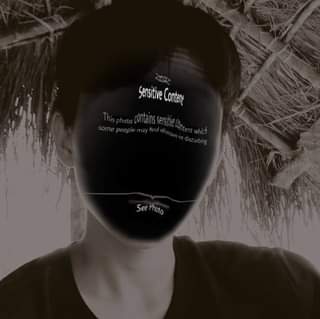 Sensitive Content
This photo contains sensitive content which
some people may find offensive or disturbing
See Photo